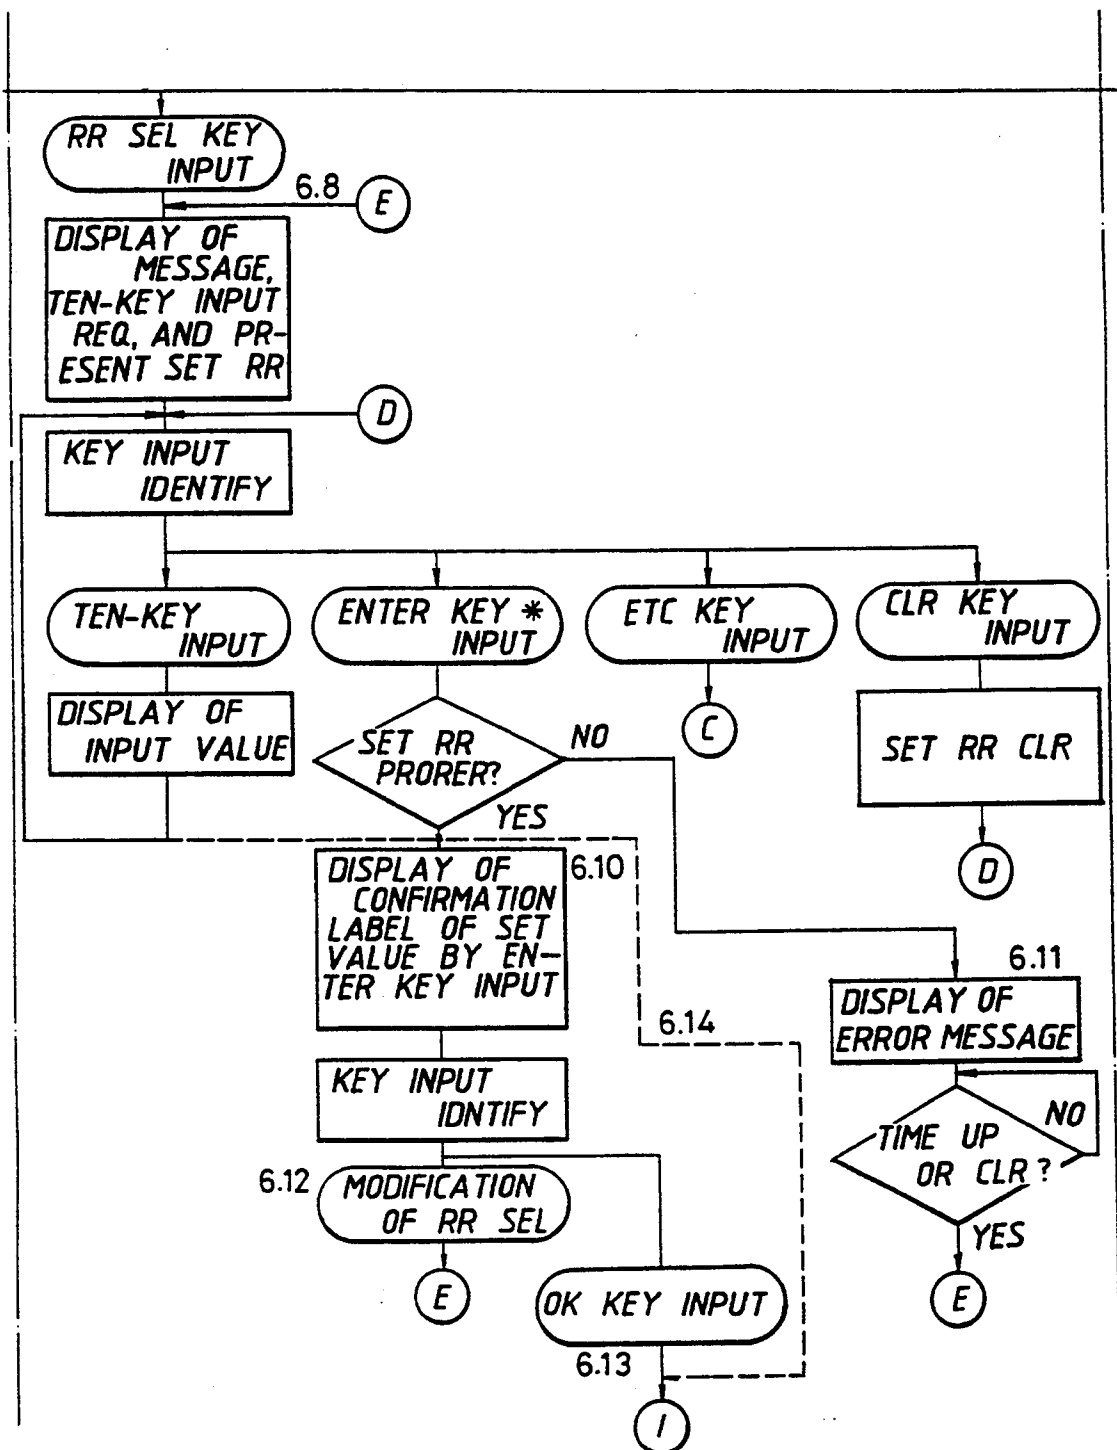 RR SEL KEY
INPUT
6.8
E
DISPLAY OF
MESSAGE,
TEN-KEY INPUT
REQ, AND PR-
ESENT SET RR
D
KEY INPUT
IDENTIFY
TEN-KEY
INPUT
ENTER KEY *
INPUT
ETC KEY
INPUT
CLR KEY
INPUT
DISPLAY OF
INPUT VALUE
SET RR
PRORER?
NO
YES
C
SET RR CLR
D
DISPLAY OF
CONFIRMATION
LABEL OF SET
VALUE BY EN-
TER KEY INPUT
6.10
6.11
DISPLAY OF
ERROR MESSAGE
6.14
KEY INPUT
IDNTIFY
TIME UP
OR CLR?
NO
YES
6.12
MODIFICATION
OF RR SEL
E
OK KEY INPUT
E
6.13
I